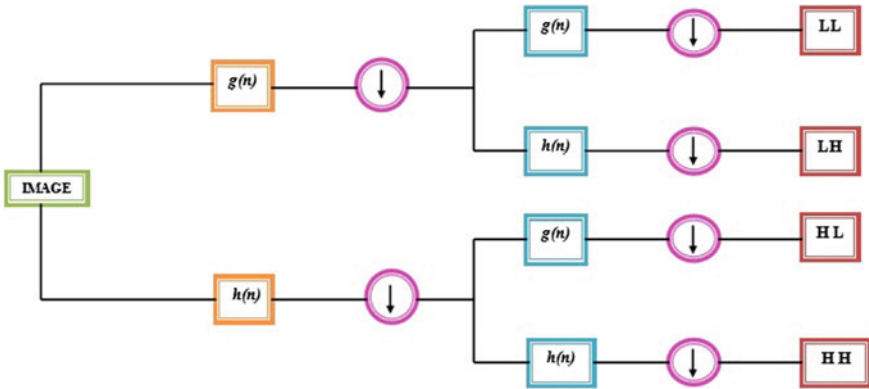 g(n)
LL
g(n)
h(n)
LH
IMAGE
g(n)
HL
h(n)
h(n)
HH